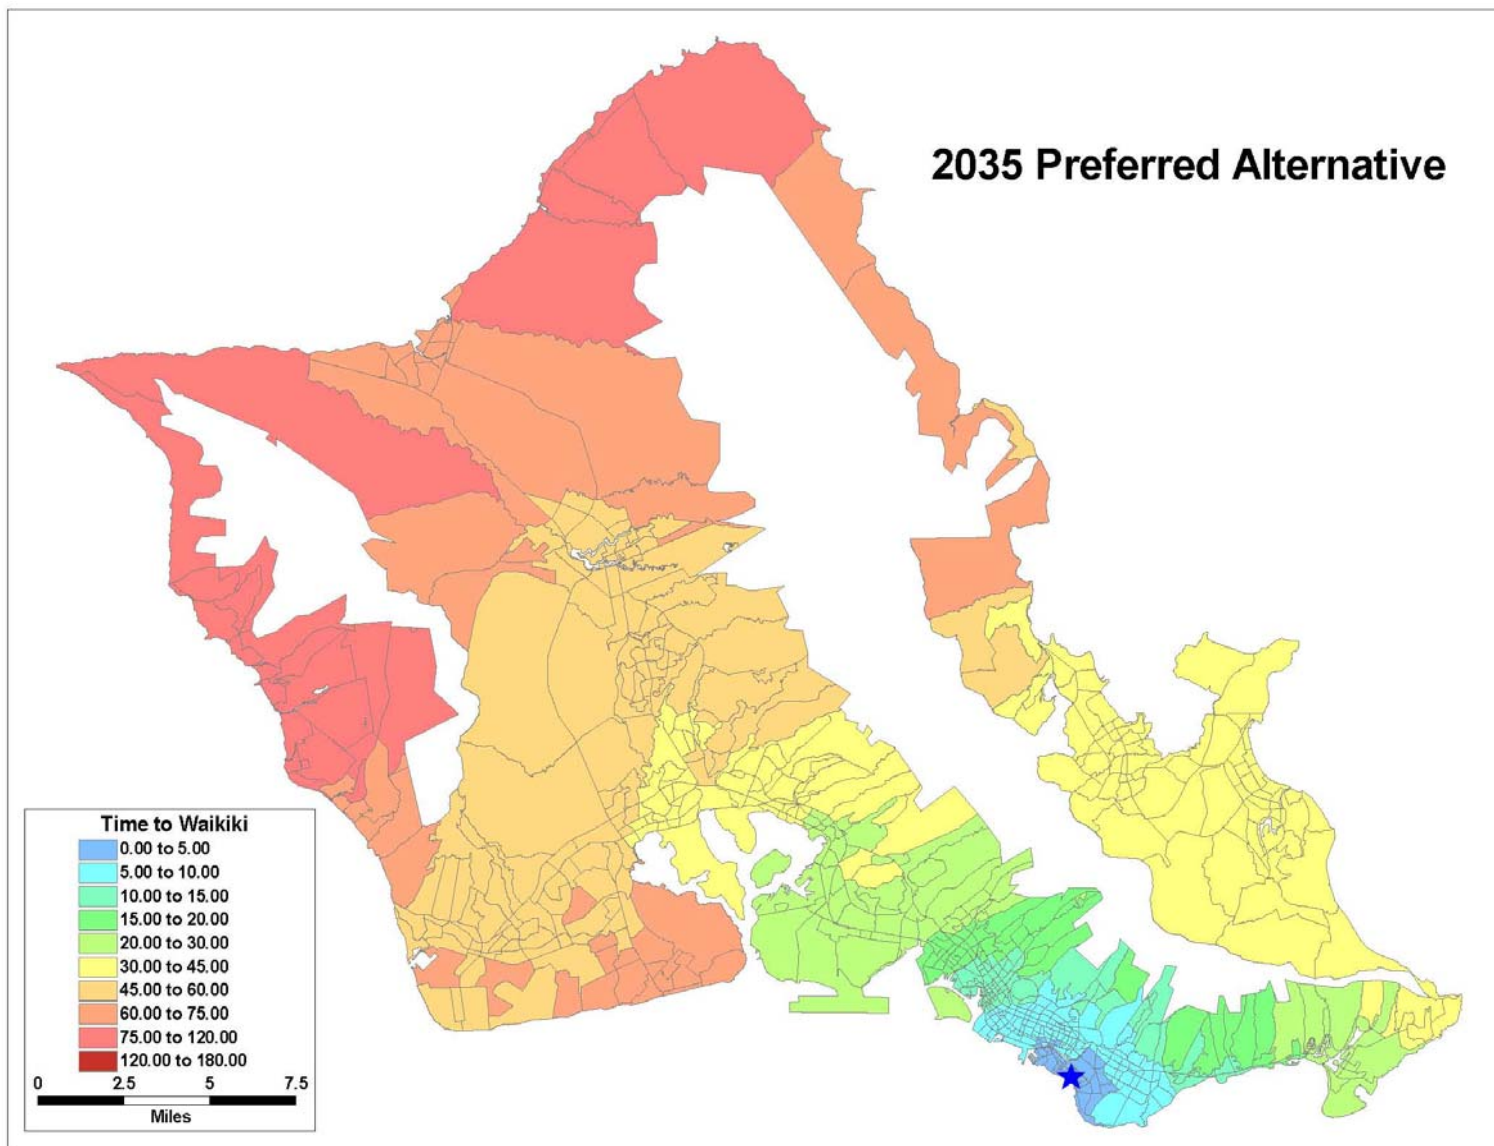 2035 Preferred Alternative
Time to Waikiki
0.00 to 5.00
5.00 to 10.00
10.00 to 15.00
15.00 to 20.00
20.00 to 30.00
30.00 to 45.00
45.00 to 60.00
60.00 to 75.00
75.00 to 120.00
120.00 to 180.00
0 2.5 5 7.5
Miles